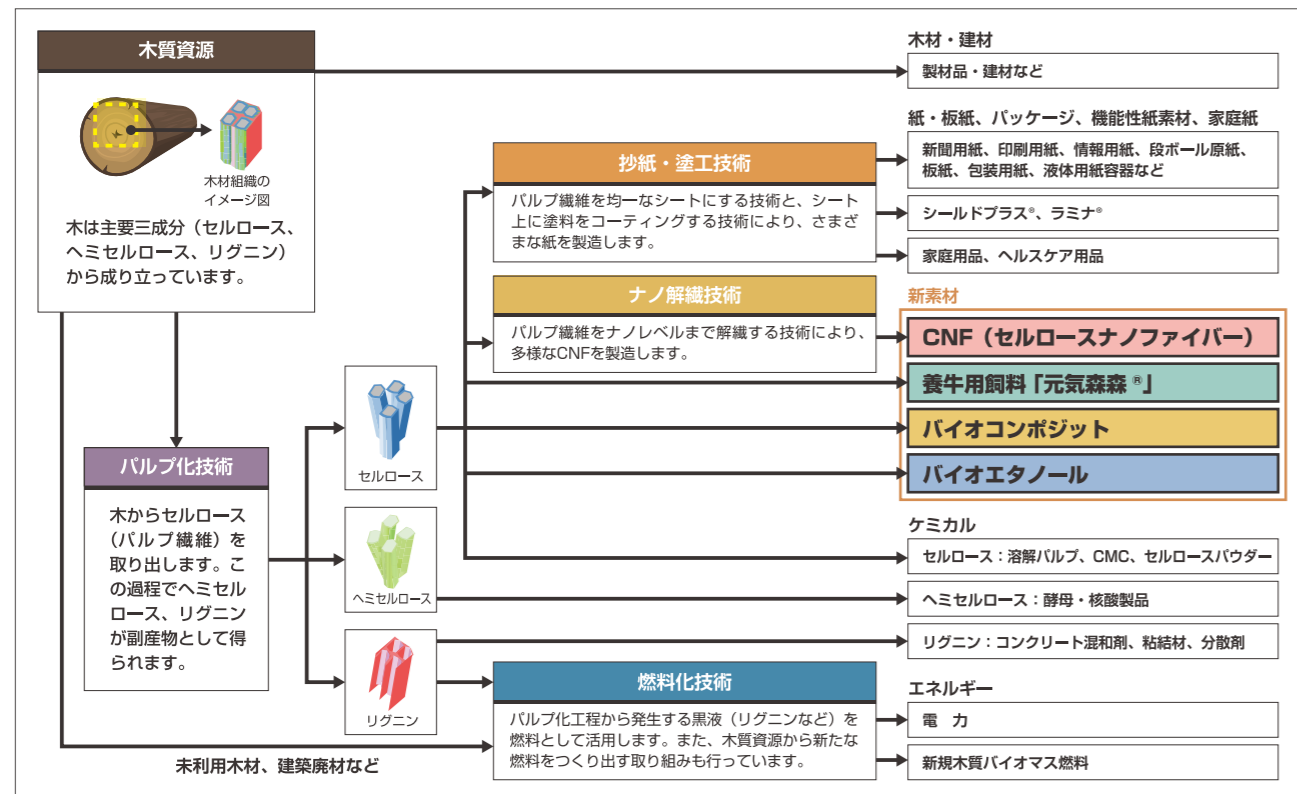 木質資源
木材組織の
イメージ図
木は主要三成分（セルロース、
ヘミセルロース、リグニン）
から成り立っています。
パルプ化技術
木からセルロース
（パルプ繊維）を
取り出します。こ
の過程でヘミセル
ロース、リグニン
が副産物として得
られます。
未利用木材、建築廃材など
セルロース
ヘミセルロース
リグニン
抄紙・塗工技術
パルプ繊維を均一なシートにする技術と、シート
上に塗料をコーティングする技術により、さまざ
まな紙を製造します。
ナノ解繊技術
パルプ繊維をナノレベルまで解繊する技術により、
多様なCNFを製造します。
燃料化技術
パルプ化工程から発生する黒液（リグニンなど）を
燃料として活用します。また、木質資源から新たな
燃料をつくり出す取り組みも行っています。
木材・建材
製材品・建材など
紙・板紙、パッケージ、機能性紙素材、家庭紙
新聞用紙、印刷用紙、情報用紙、段ボール原紙、
板紙、包装用紙、液体用紙容器など
シールドプラス®、ラミナ®
家庭用品、ヘルスケア用品
新素材
CNF（セルロースナノファイバー）
養牛用飼料「元気森森®」
バイオコンポジット
バイオエタノール
ケミカル
セルロース：溶解パルプ、CMC、セルロースパウダー
ヘミセルロース：酵母・核酸製品
リグニン：コンクリート混和剤、粘結材、分散剤
エネルギー
電　力
新規木質バイオマス燃料